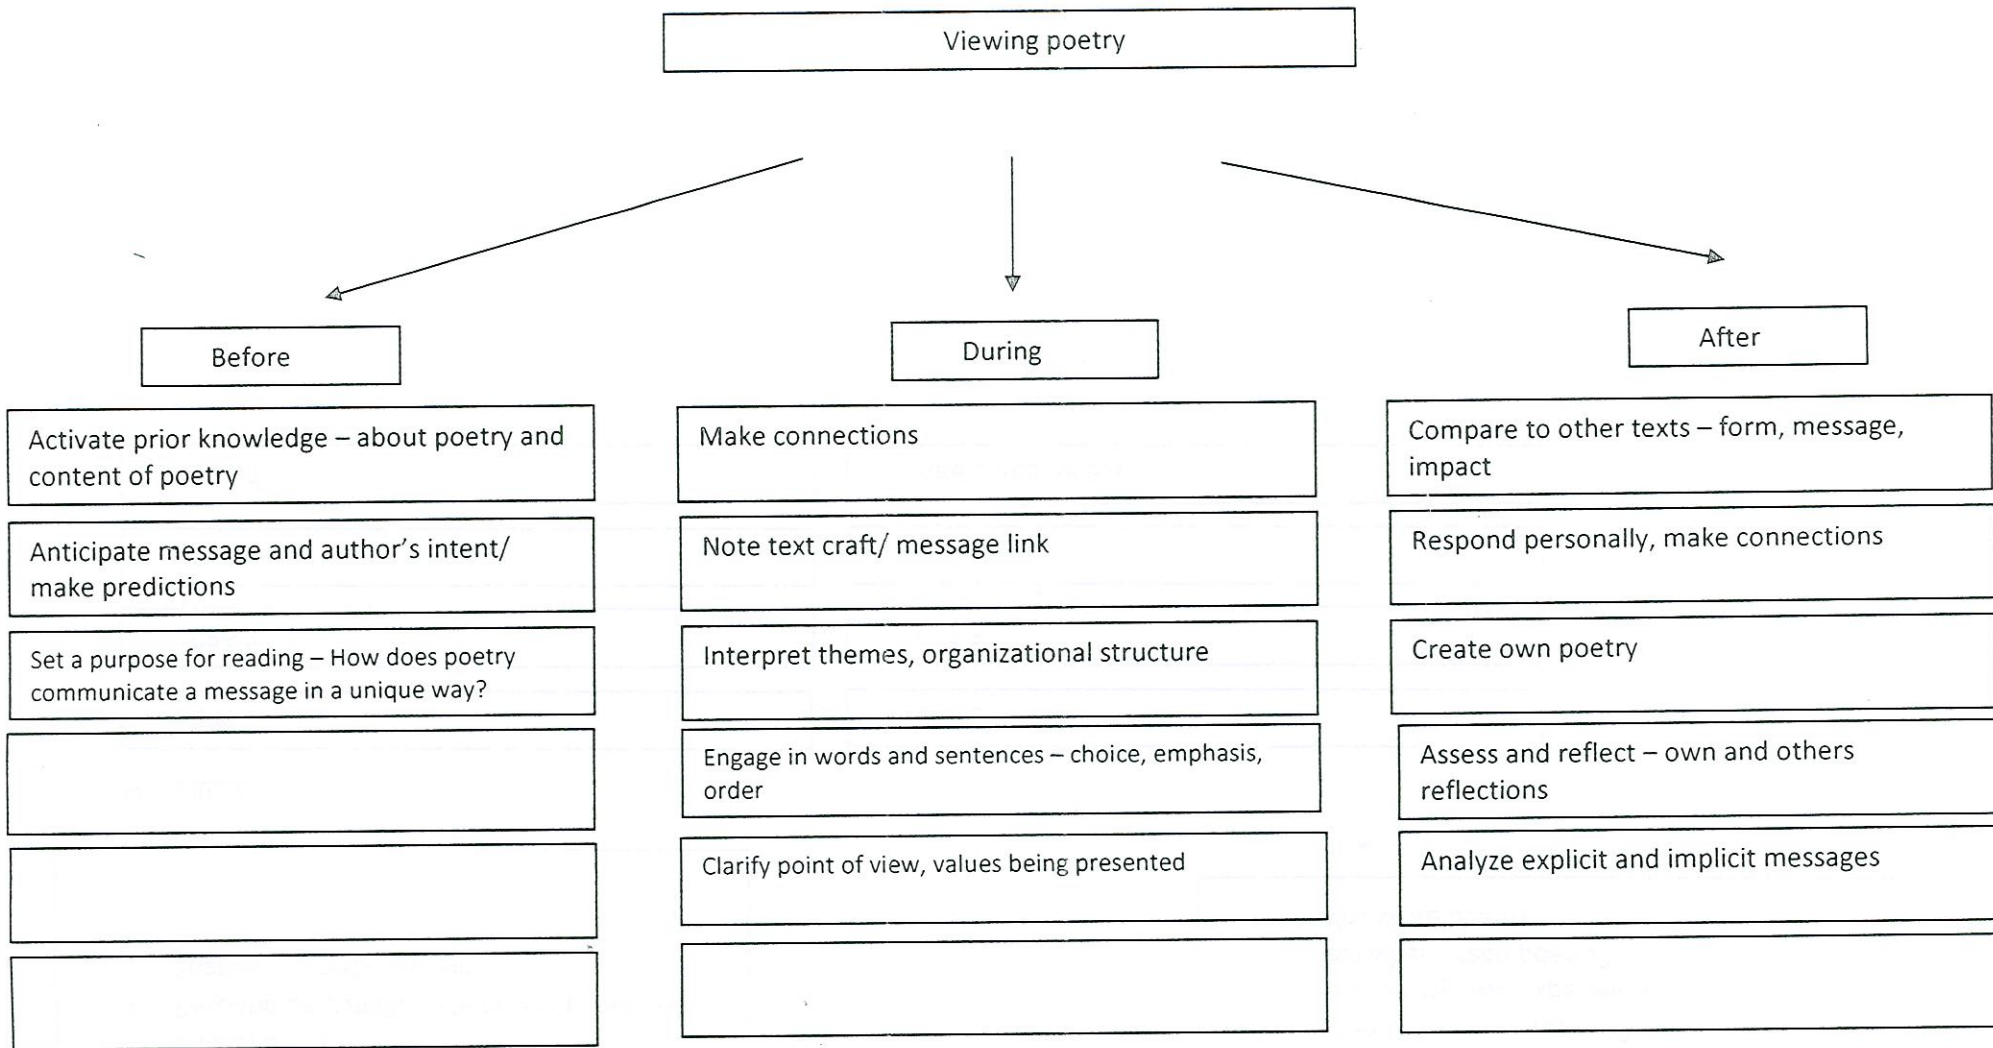 Viewing poetry
Before
During
After
Activate prior knowledge – about poetry and
content of poetry
Anticipate message and author's intent/
make predictions
Set a purpose for reading – How does poetry
communicate a message in a unique way?
Make connections
Note text craft/ message link
Interpret themes, organizational structure
Engage in words and sentences – choice, emphasis,
order
Clarify point of view, values being presented
Compare to other texts – form, message,
impact
Respond personally, make connections
Create own poetry
Assess and reflect – own and others
reflections
Analyze explicit and implicit messages